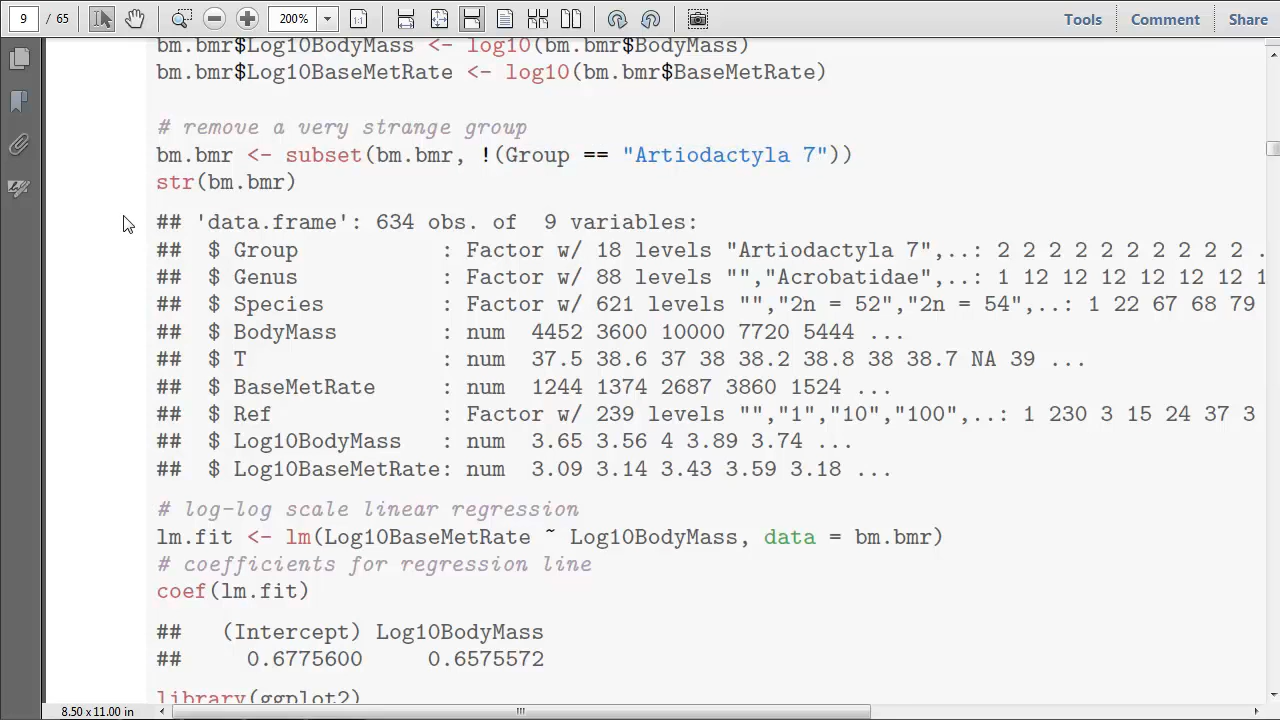 9 / 65 200% Tools Comment Share
bm.bmr$Log10BodyMass <- log10(bm.bmr$BodyMass)
bm.bmr$Log10BaseMetRate <- log10(bm.bmr$BaseMetRate)
# remove a very strange group
bm.bmr <- subset(bm.bmr, !(Group == "Artiodactyla 7"))
str(bm.bmr)
## 'data.frame': 634 obs. of  9 variables:
##  $ Group           : Factor w/ 18 levels "Artiodactyla 7",..: 2 2 2 2 2 2 2 2 2 2 .
##  $ Genus           : Factor w/ 88 levels "","Acrobatidae",..: 1 12 12 12 12 12 12 1
##  $ Species         : Factor w/ 621 levels "","2n = 52","2n = 54",..: 1 22 67 68 79
##  $ BodyMass        : num  4452 3600 10000 7720 5444 ...
##  $ T               : num  37.5 38.6 37 38 38.2 38.8 38 38.7 NA 39 ...
##  $ BaseMetRate     : num  1244 1374 2687 3860 1524 ...
##  $ Ref             : Factor w/ 239 levels "","1","10","100",..: 1 230 3 15 24 37 3
##  $ Log10BodyMass   : num  3.65 3.56 4 3.89 3.74 ...
##  $ Log10BaseMetRate: num  3.09 3.14 3.43 3.59 3.18 ...
# log-log scale linear regression
lm.fit <- lm(Log10BaseMetRate ~ Log10BodyMass, data = bm.bmr)
# coefficients for regression line
coef(lm.fit)
##   (Intercept) Log10BodyMass
##     0.6775600     0.6575572
library(ggplot2)
8.50 x 11.00 in